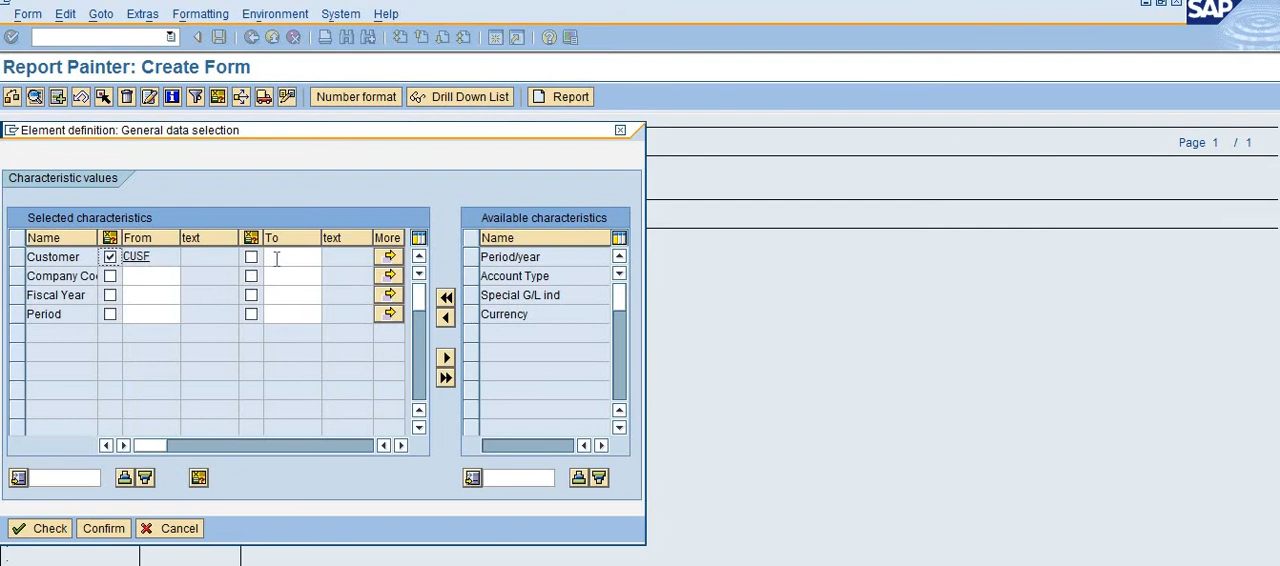 Form Edit Goto Extras Formatting Environment System Help
SAP
Report Painter: Create Form
Number format Drill Down List Report
Element definition: General data selection
Page 1 / 1
Characteristic values
Selected characteristics Available characteristics
Name From text To text More Name
Customer CUSF Period/year
Company Co Account Type
Fiscal Year Special G/L ind
Period Currency
Check Confirm Cancel